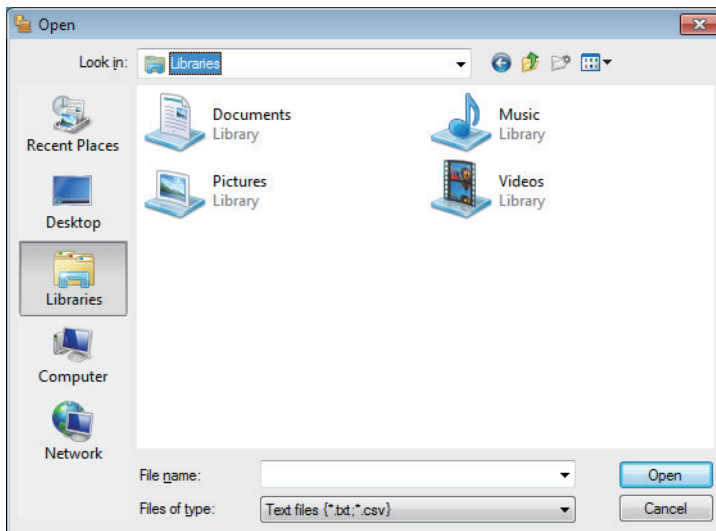 Open
Look in: Libraries
Recent Places
Desktop
Libraries
Computer
Network
Documents
Library
Music
Library
Pictures
Library
Videos
Library
File name:
Open
Files of type: Text files {*.txt;*.csv}
Cancel